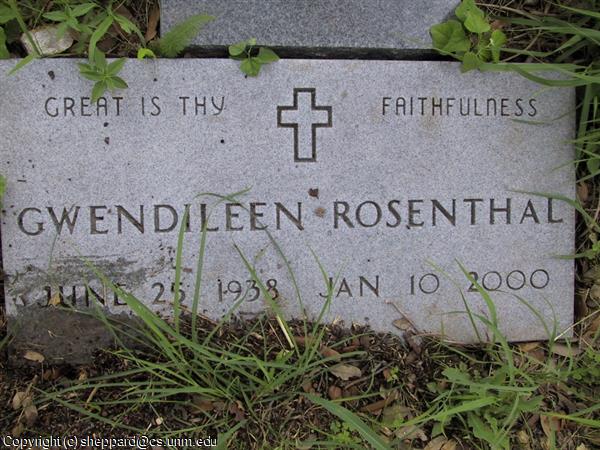 GREAT IS THY FAITHFULNESS
GWENDILEEN ROSENTHAL
JUNE 25 1938 JAN 10 2000
Copyright (c) sheppard@cs.unm.edu